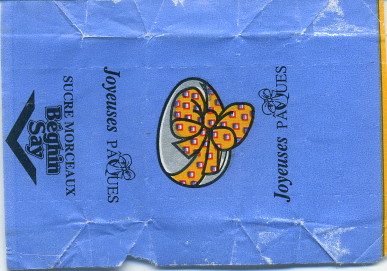 Joyeuses PÂQUES
Joyeuses PÂQUES
SUCRE MORCEAUX
Béghin
Say